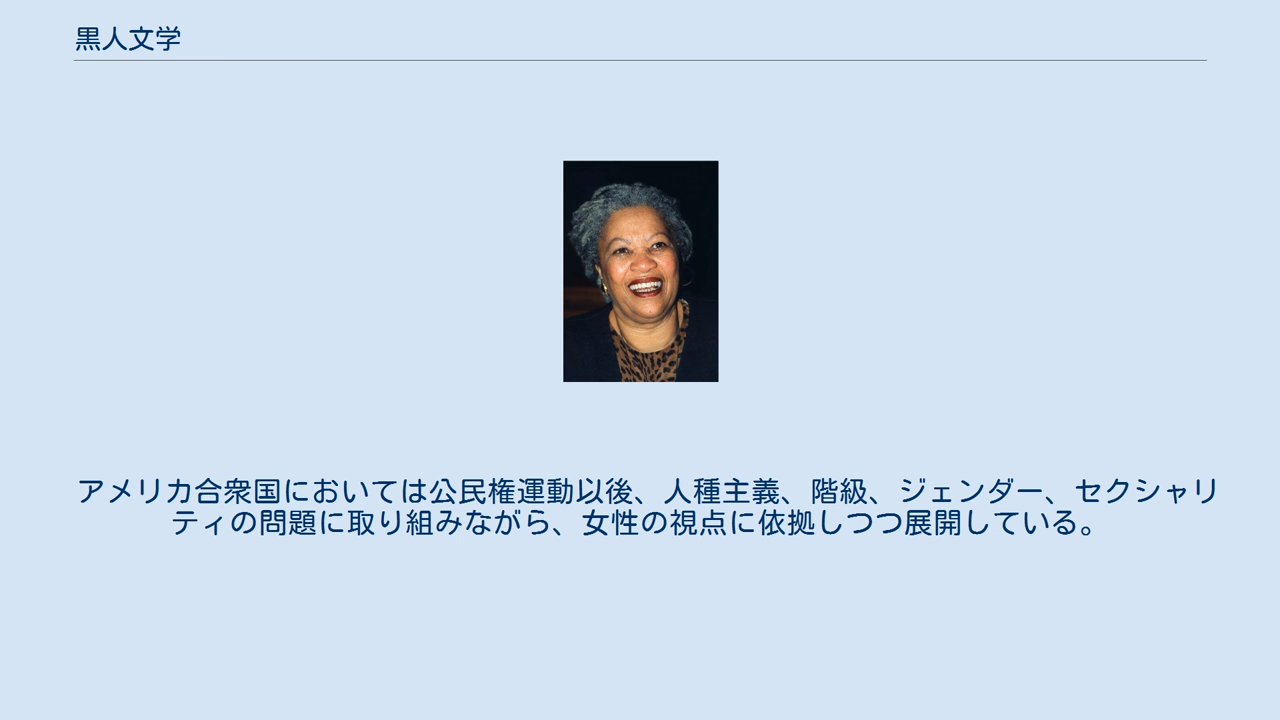 黒人文学
アメリカ合衆国においては公民権運動以後、人種主義、階級、ジェンダー、セクシャリ
ティの問題に取り組みながら、女性の視点に依拠しつつ展開している。